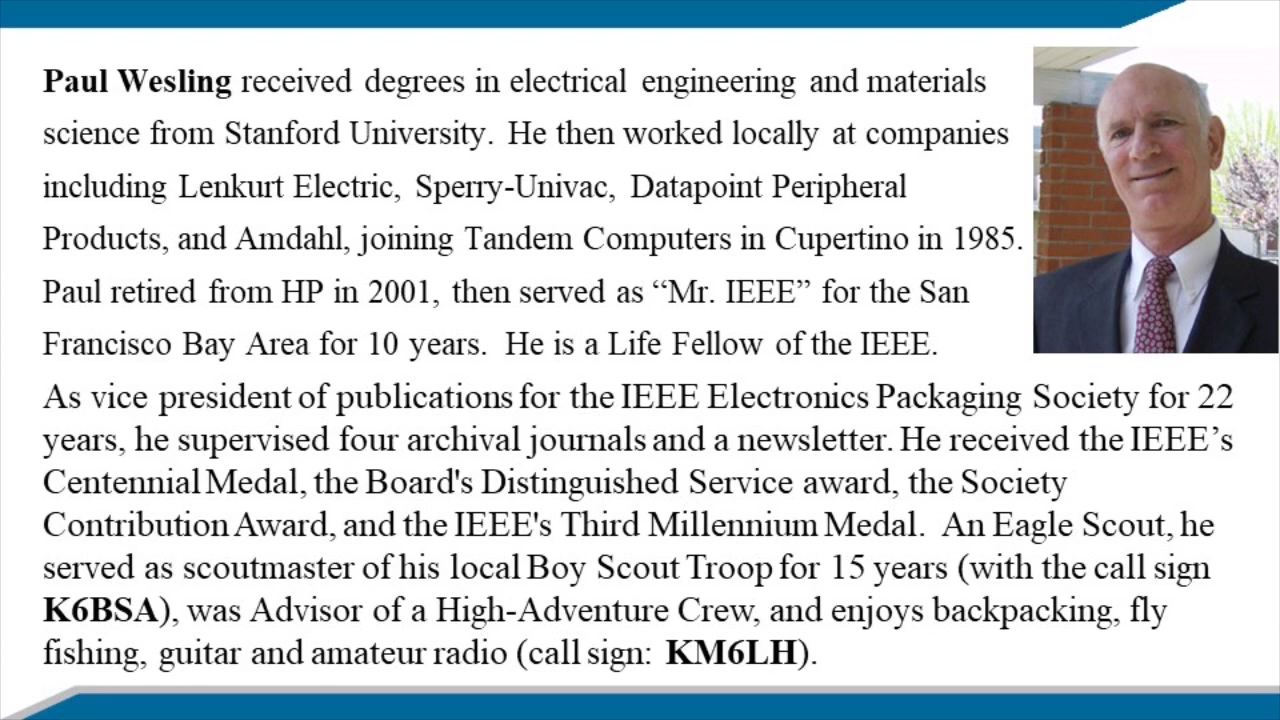 Paul Wesling received degrees in electrical engineering and materials
science from Stanford University. He then worked locally at companies
including Lenkurt Electric, Sperry-Univac, Datapoint Peripheral
Products, and Amdahl, joining Tandem Computers in Cupertino in 1985.
Paul retired from HP in 2001, then served as “Mr. IEEE” for the San
Francisco Bay Area for 10 years. He is a Life Fellow of the IEEE.
As vice president of publications for the IEEE Electronics Packaging Society for 22
years, he supervised four archival journals and a newsletter. He received the IEEE’s
Centennial Medal, the Board's Distinguished Service award, the Society
Contribution Award, and the IEEE's Third Millennium Medal. An Eagle Scout, he
served as scoutmaster of his local Boy Scout Troop for 15 years (with the call sign
K6BSA), was Advisor of a High-Adventure Crew, and enjoys backpacking, fly
fishing, guitar and amateur radio (call sign: KM6LH).